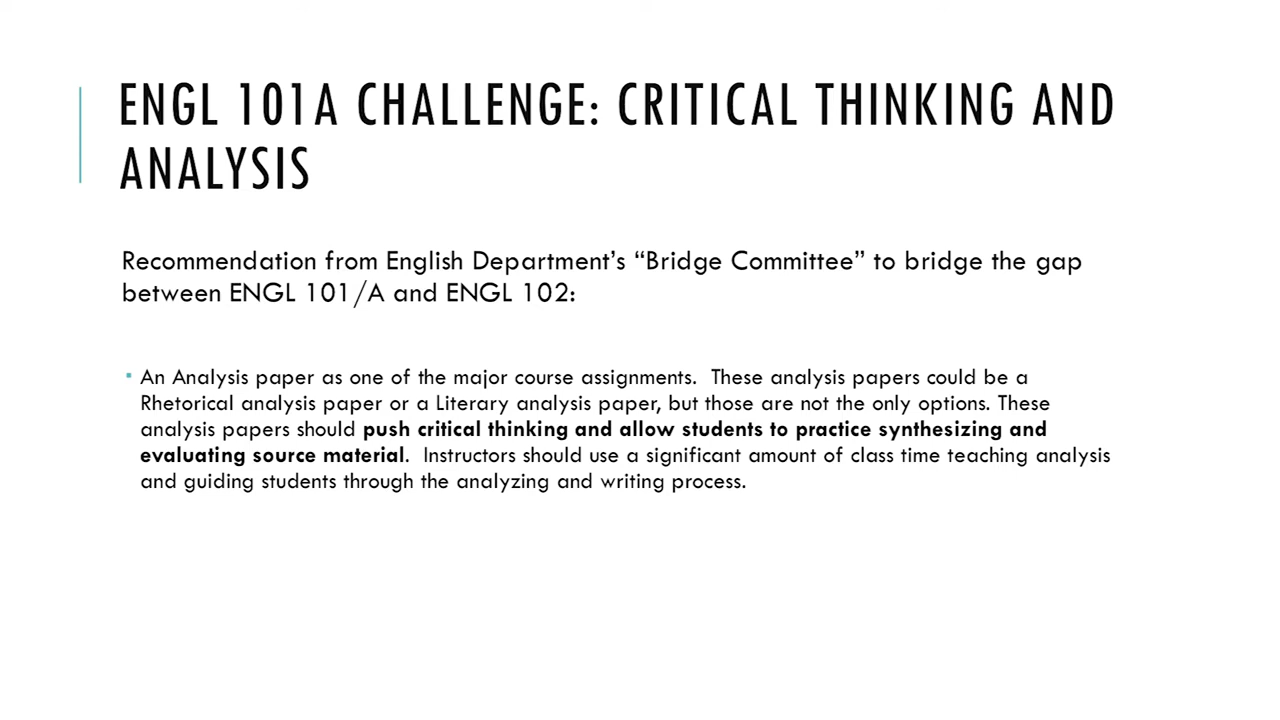 ENGL 101A CHALLENGE: CRITICAL THINKING AND
ANALYSIS
Recommendation from English Department’s “Bridge Committee” to bridge the gap
between ENGL 101/A and ENGL 102:
▪ An Analysis paper as one of the major course assignments.  These analysis papers could be a
Rhetorical analysis paper or a Literary analysis paper, but those are not the only options. These
analysis papers should push critical thinking and allow students to practice synthesizing and
evaluating source material.  Instructors should use a significant amount of class time teaching analysis
and guiding students through the analyzing and writing process.